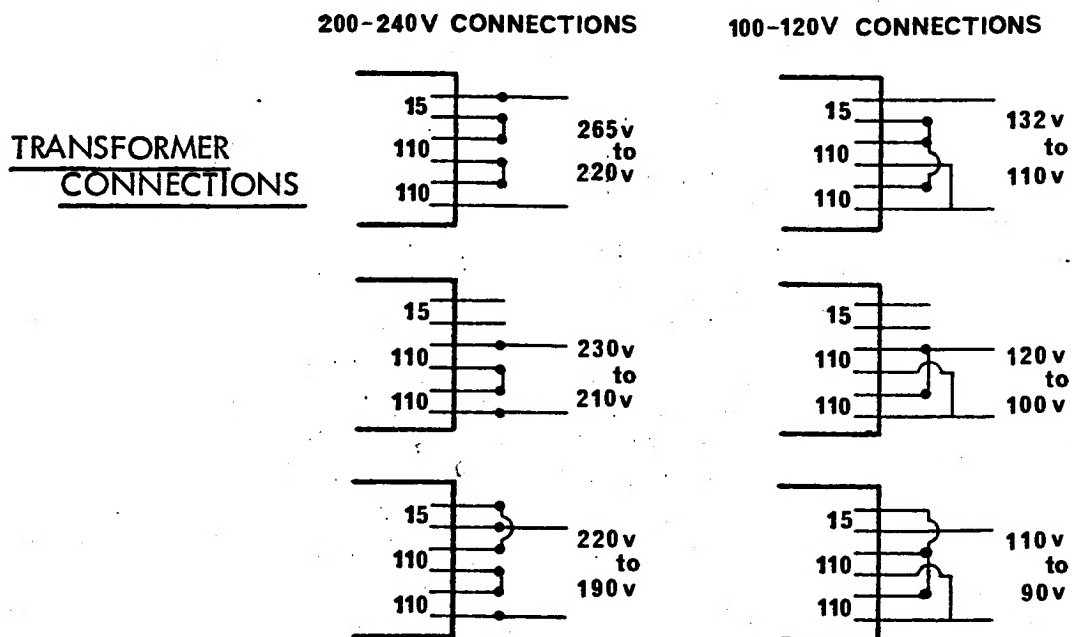 200-240V CONNECTIONS
100-120V CONNECTIONS
TRANSFORMER
CONNECTIONS
15
110
110
265v
to
220v
15
110
110
132v
to
110v
15
110
110
230v
to
210v
15
110
110
120v
to
100v
15
110
110
220v
to
190v
15
110
110
110v
to
90v